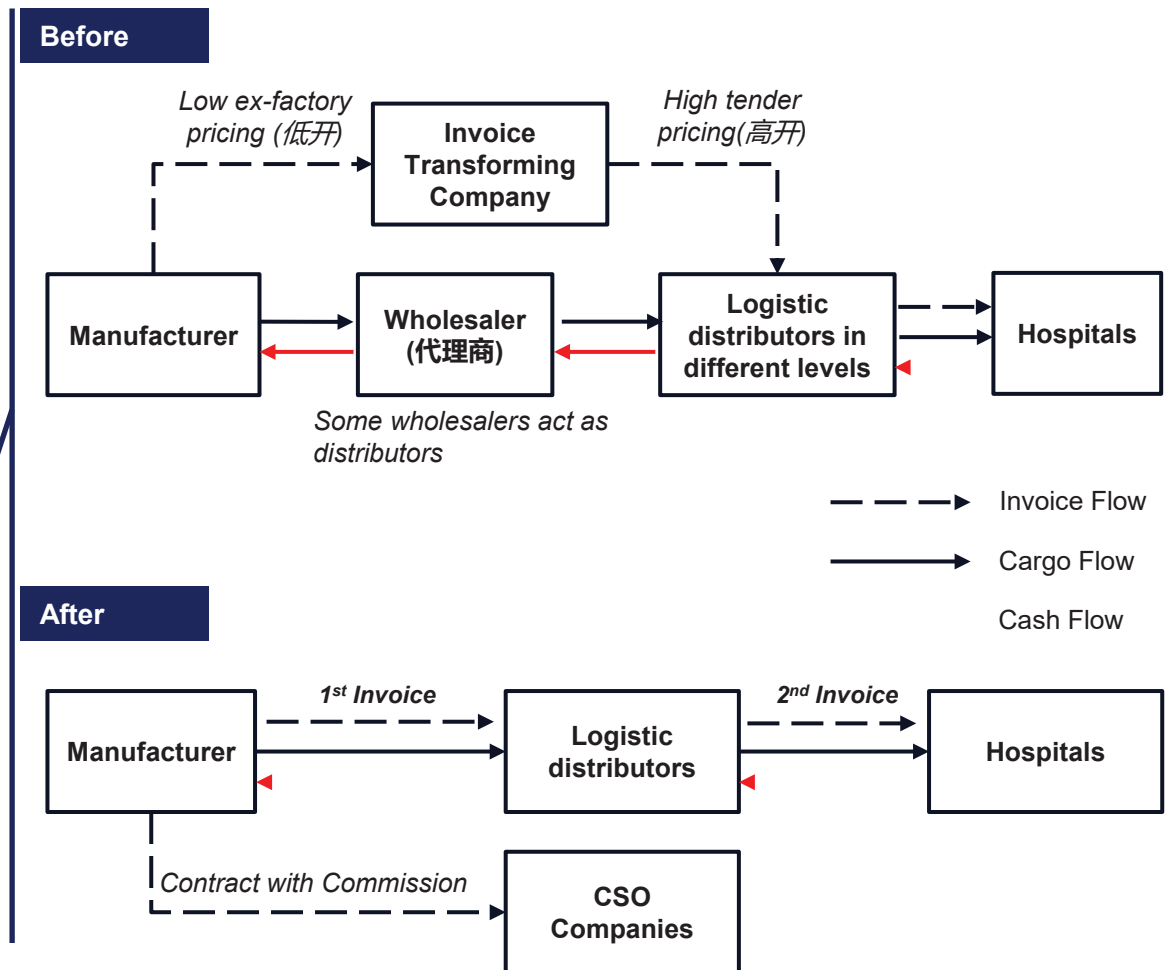 Before
Low ex-factory
pricing (低开)
High tender
pricing(高开)
Invoice
Transforming
Company
Manufacturer
Wholesaler
(代理商)
Logistic
distributors in
different levels
Hospitals
Some wholesalers act as
distributors
Invoice Flow
Cargo Flow
Cash Flow
After
1st Invoice
2nd Invoice
Manufacturer
Logistic
distributors
Hospitals
Contract with Commission
CSO
Companies